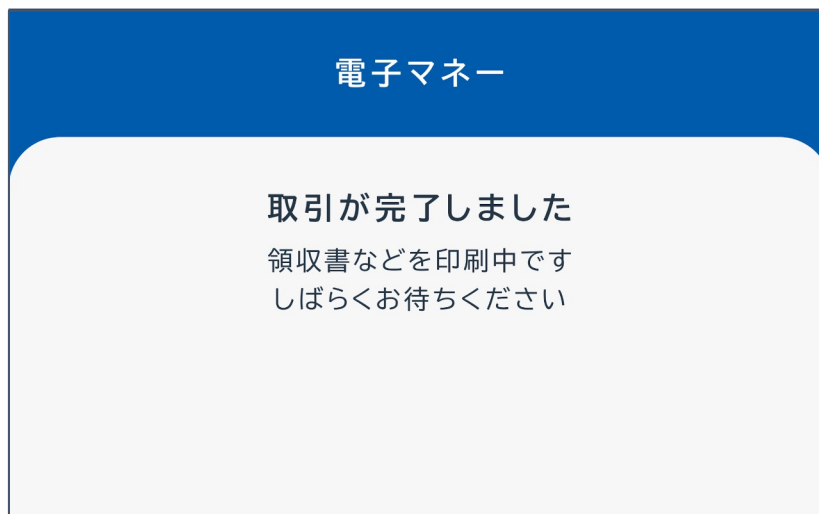 電子マネー
取引が完了しました
領収書などを印刷中です
しばらくお待ちください